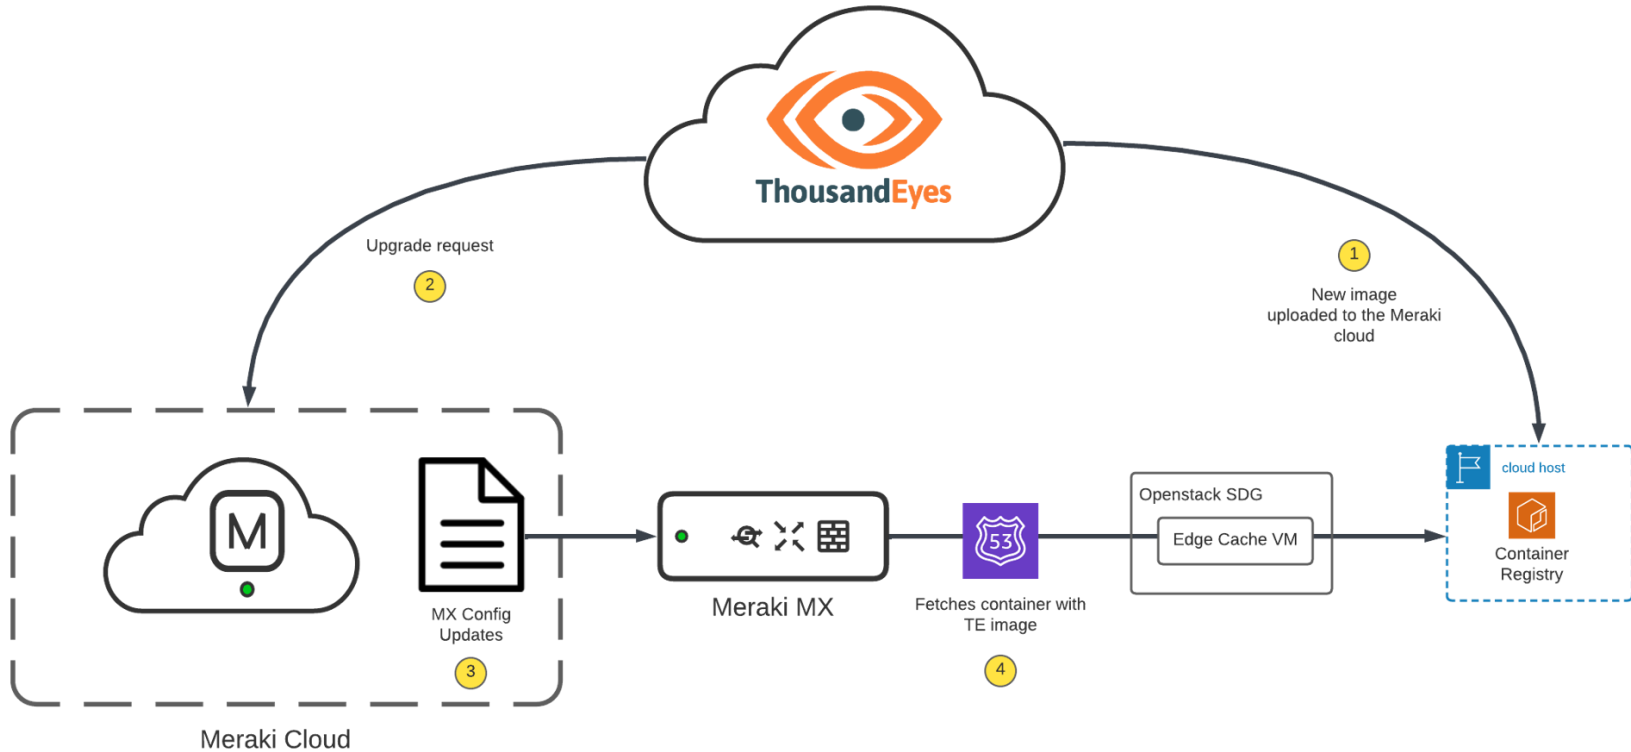 ThousandEyes
Upgrade request
2
1
New image
uploaded to the Meraki
cloud
M
MX Config
Updates
3
Meraki Cloud
Meraki MX
53
Fetches container with
TE image
4
Openstack SDG
Edge Cache VM
cloud host
Container
Registry